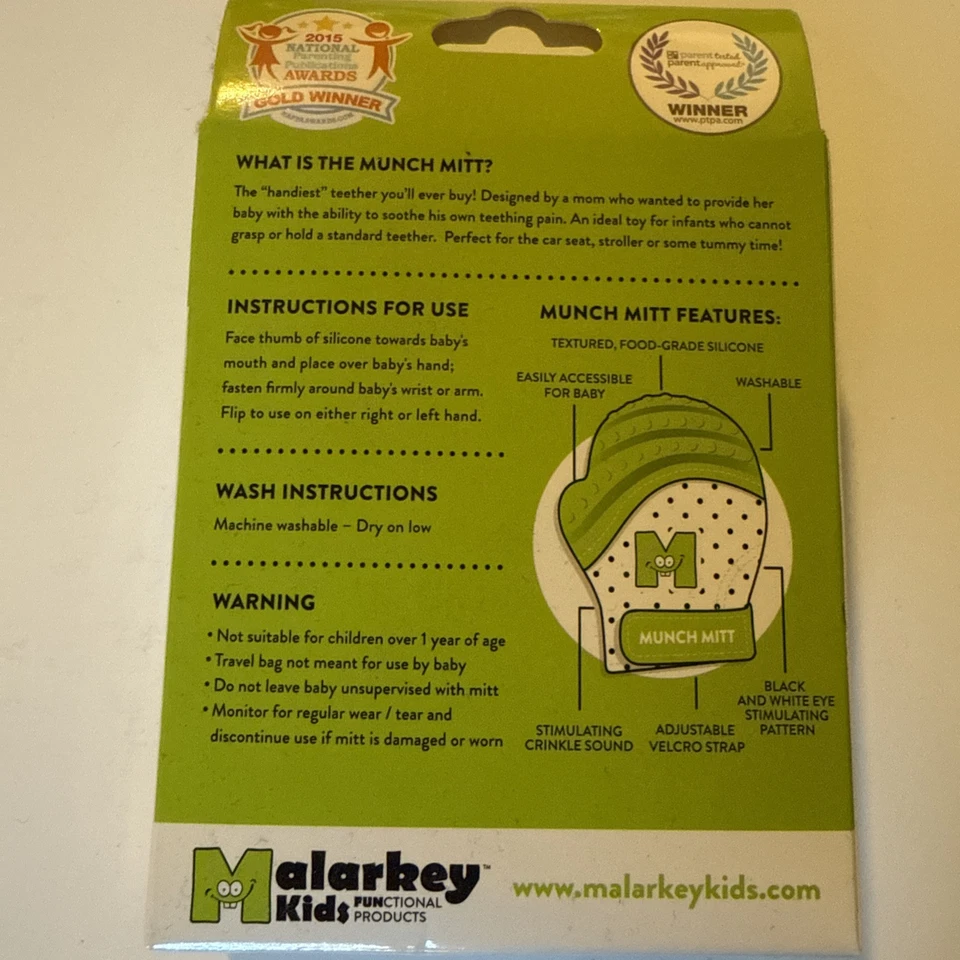 2015
NATIONAL
Parenting
Publications
AWARDS
GOLD WINNER
parent tested
parent approved
WINNER
www.ptpa.com
WHAT IS THE MUNCH MITT?
The “handiest” teether you’ll ever buy! Designed by a mom who wanted to provide her
baby with the ability to soothe his own teething pain. An ideal toy for infants who cannot
grasp or hold a standard teether. Perfect for the car seat, stroller or some tummy time!
INSTRUCTIONS FOR USE
Face thumb of silicone towards baby's
mouth and place over baby's hand;
fasten firmly around baby's wrist or arm.
Flip to use on either right or left hand.
WASH INSTRUCTIONS
Machine washable – Dry on low
WARNING
• Not suitable for children over 1 year of age
• Travel bag not meant for use by baby
• Do not leave baby unsupervised with mitt
• Monitor for regular wear / tear and
discontinue use if mitt is damaged or worn
MUNCH MITT FEATURES:
TEXTURED, FOOD-GRADE SILICONE
EASILY ACCESSIBLE
FOR BABY
WASHABLE
M
MUNCH MITT
STIMULATING
CRINKLE SOUND
ADJUSTABLE
VELCRO STRAP
BLACK
AND WHITE EYE
STIMULATING
PATTERN
Malarkey™
Kids FUNCTIONAL
PRODUCTS
www.malarkeykids.com